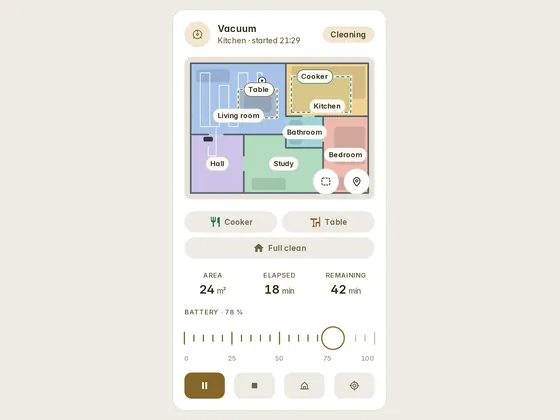 Vacuum
Kitchen · started 21:29
Cleaning
Cooker
Table
Kitchen
Living room
Bathroom
Bedroom
Hall
Study
Cooker
Table
Full clean
AREA
ELAPSED
REMAINING
24 m²
18 min
42 min
BATTERY · 78 %
0
25
50
75
100